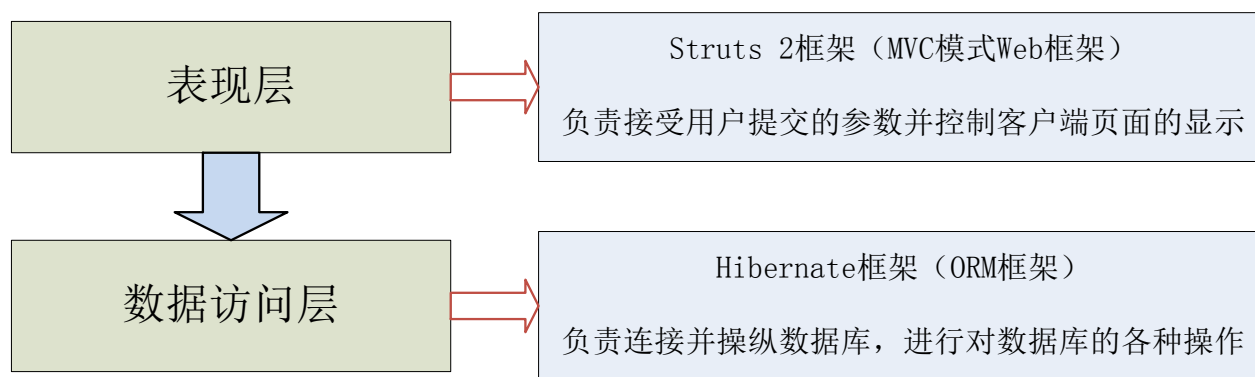 表现层
Struts 2框架（MVC模式Web框架）
负责接受用户提交的参数并控制客户端页面的显示
数据访问层
Hibernate框架（ORM框架）
负责连接并操纵数据库，进行对数据库的各种操作